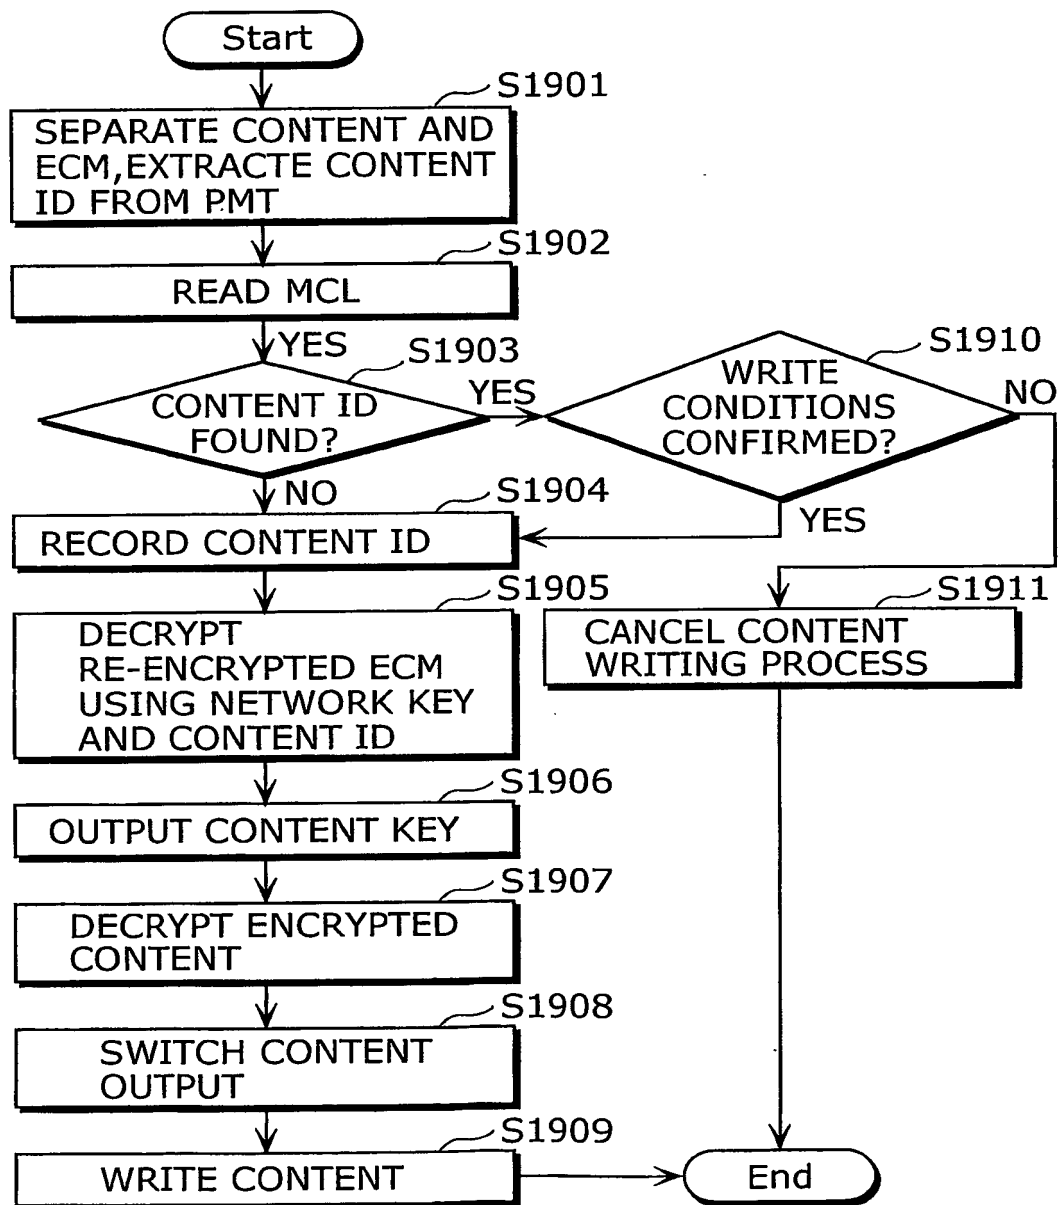 Start
S1901
SEPARATE CONTENT AND
ECM,EXTRACTE CONTENT
ID FROM PMT
S1902
READ MCL
YES
S1903
CONTENT ID
FOUND?
YES
S1910
WRITE
CONDITIONS
CONFIRMED?
NO
NO
YES
S1904
RECORD CONTENT ID
S1905
DECRYPT
RE-ENCRYPTED ECM
USING NETWORK KEY
AND CONTENT ID
S1911
CANCEL CONTENT
WRITING PROCESS
S1906
OUTPUT CONTENT KEY
S1907
DECRYPT ENCRYPTED
CONTENT
S1908
SWITCH CONTENT
OUTPUT
S1909
WRITE CONTENT
End